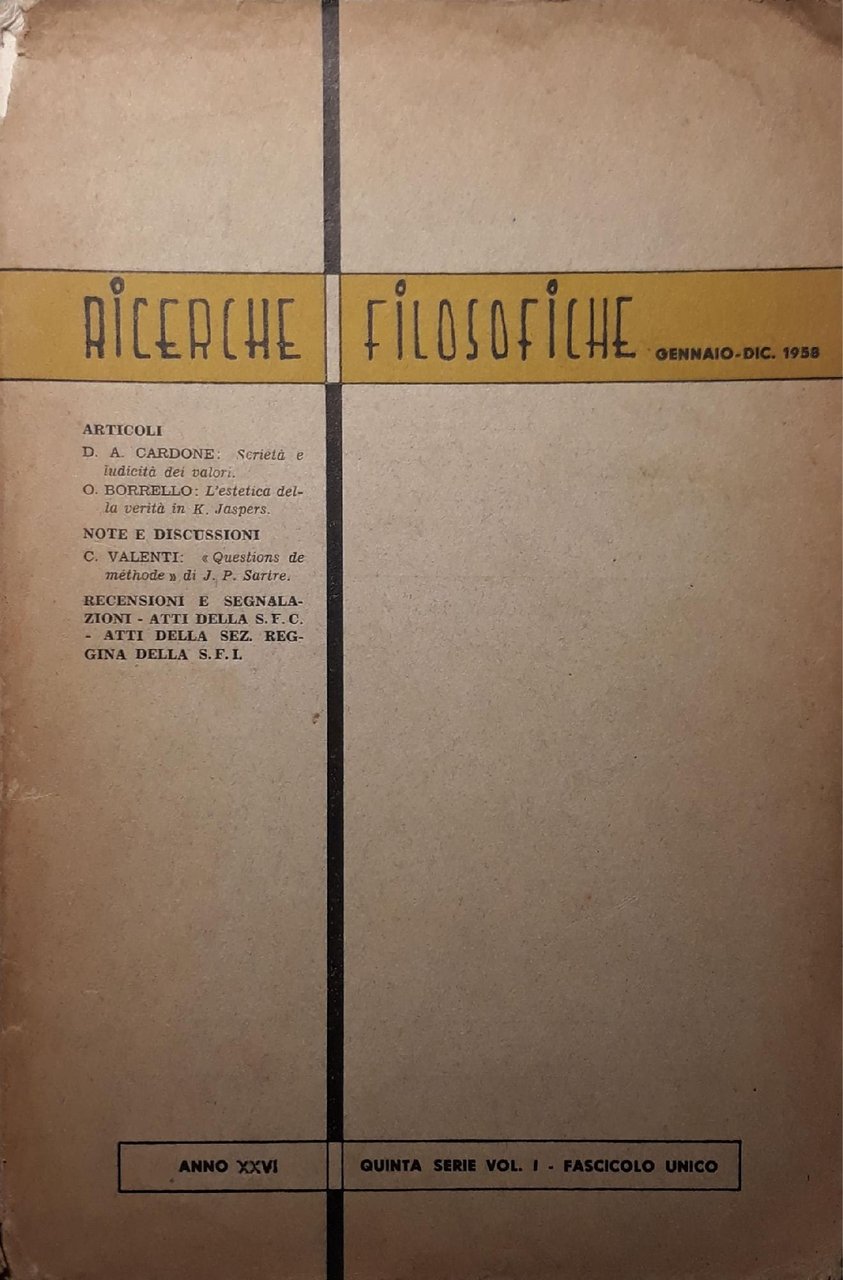 RICERCHE FILOSOFICHE GENNAIO-DIC. 1958
ARTICOLI
D. A. CARDONE: Serietà e
ludicità dei valori.
O. BORRELLO: L'estetica del-
la verità in K. Jaspers.
NOTE E DISCUSSIONI
C. VALENTI: « Questions de
méthode » di J. P. Sartre.
RECENSIONI E SEGNALA-
ZIONI - ATTI DELLA S. F. C.
- ATTI DELLA SEZ. REG-
GINA DELLA S. F. I.
ANNO XXVI QUINTA SERIE VOL. I - FASCICOLO UNICO